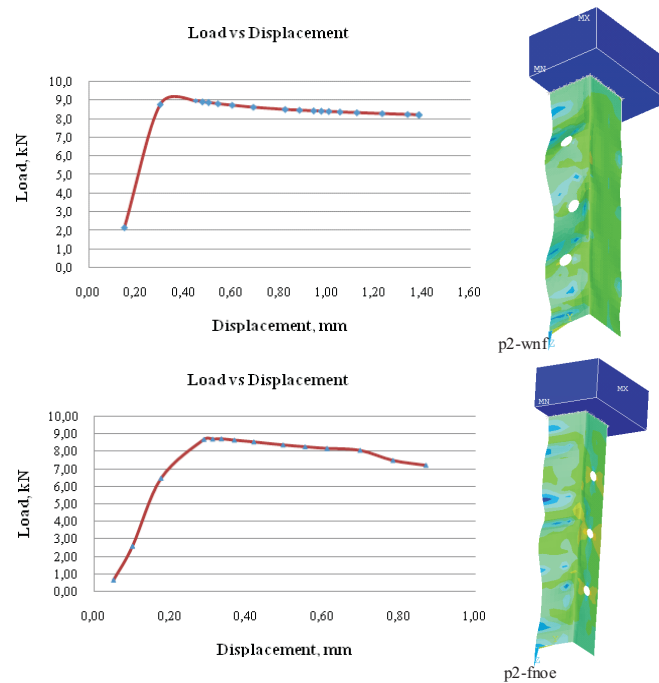 Load vs Displacement
10,0
9,0
8,0
7,0
6,0
5,0
4,0
3,0
2,0
1,0
0,0
Load, kN
0,00 0,20 0,40 0,60 0,80 1,00 1,20 1,40 1,60
Displacement, mm
MX
MN
Z
p2-wnf
Load vs Displacement
10,00
9,00
8,00
7,00
6,00
5,00
4,00
3,00
2,00
1,00
0,00
Load, kN
0,00 0,20 0,40 0,60 0,80 1,00
Displacement, mm
MX
MN
Z
p2-fnoe